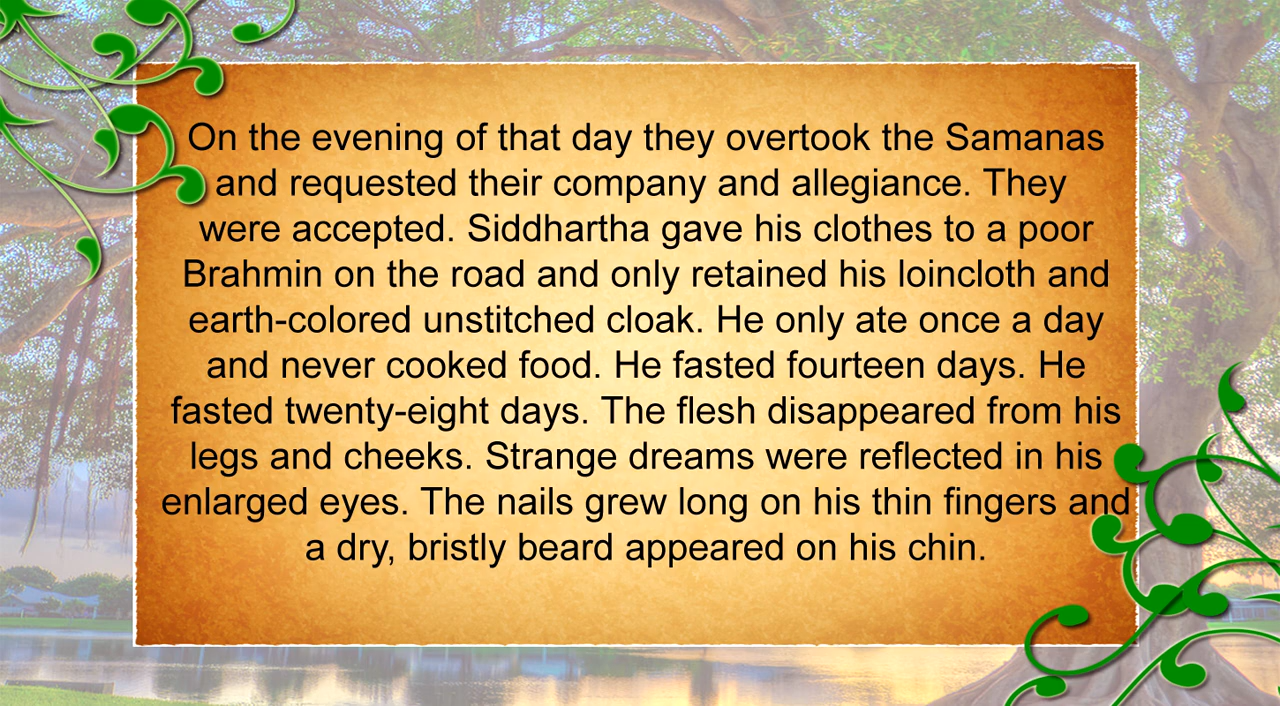 On the evening of that day they overtook the Samanas
and requested their company and allegiance. They
were accepted. Siddhartha gave his clothes to a poor
Brahmin on the road and only retained his loincloth and
earth-colored unstitched cloak. He only ate once a day
and never cooked food. He fasted fourteen days. He
fasted twenty-eight days. The flesh disappeared from his
legs and cheeks. Strange dreams were reflected in his
enlarged eyes. The nails grew long on his thin fingers and
a dry, bristly beard appeared on his chin.